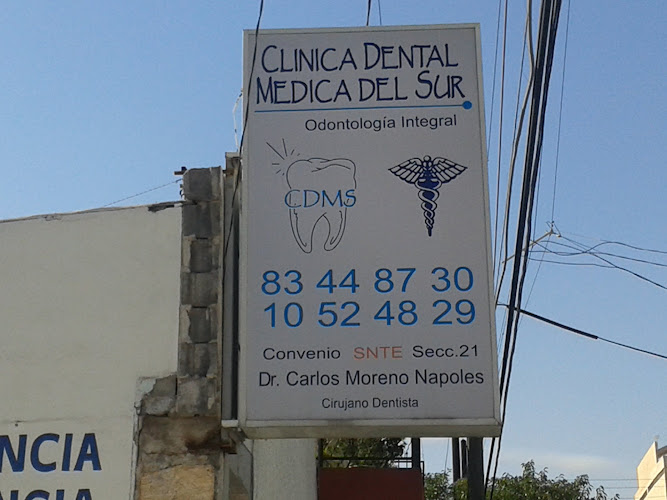 CLINICA DENTAL
MEDICA DEL SUR
Odontología Integral
CDMS
83 44 87 30
10 52 48 29
Convenio SNTE Secc.21
Dr. Carlos Moreno Napoles
Cirujano Dentista
NCIA